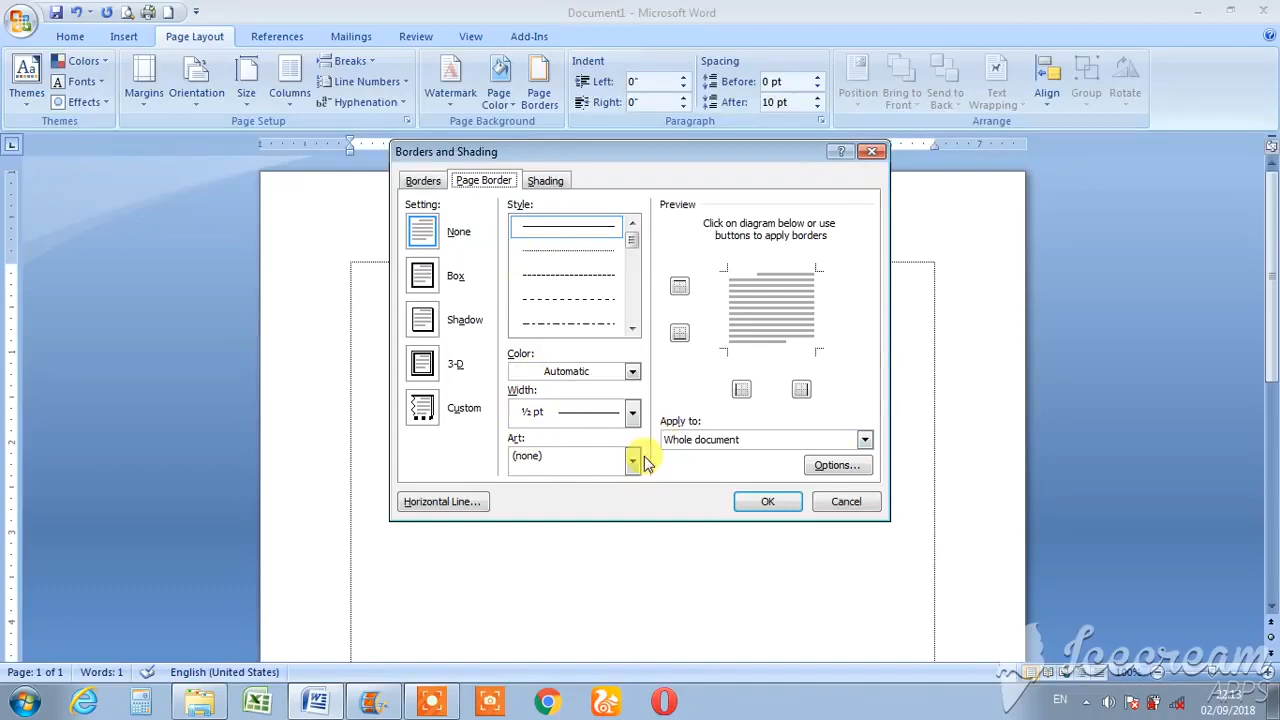 Document1 - Microsoft Word
Home Insert Page Layout References Mailings Review View Add-Ins
Themes
Colors
Fonts
Effects
Themes
Margins Orientation Size Columns
Breaks
Line Numbers
Hyphenation
Page Setup
Watermark Page Color Page Borders
Page Background
Indent
Left: 0"
Right: 0"
Spacing
Before: 0 pt
After: 10 pt
Paragraph
Position Bring to Front Send to Back Text Wrapping Align Group Rotate
Arrange
Borders and Shading
Borders Page Border Shading
Setting:
None
Box
Shadow
3-D
Custom
Style:
Color:
Automatic
Width:
½ pt
Art:
(none)
Preview
Click on diagram below or use
buttons to apply borders
Apply to:
Whole document
Options...
Horizontal Line... OK Cancel
Page: 1 of 1 Words: 1 English (United States) 100%
Icecream
APPS
EN
22:13
02/09/2018